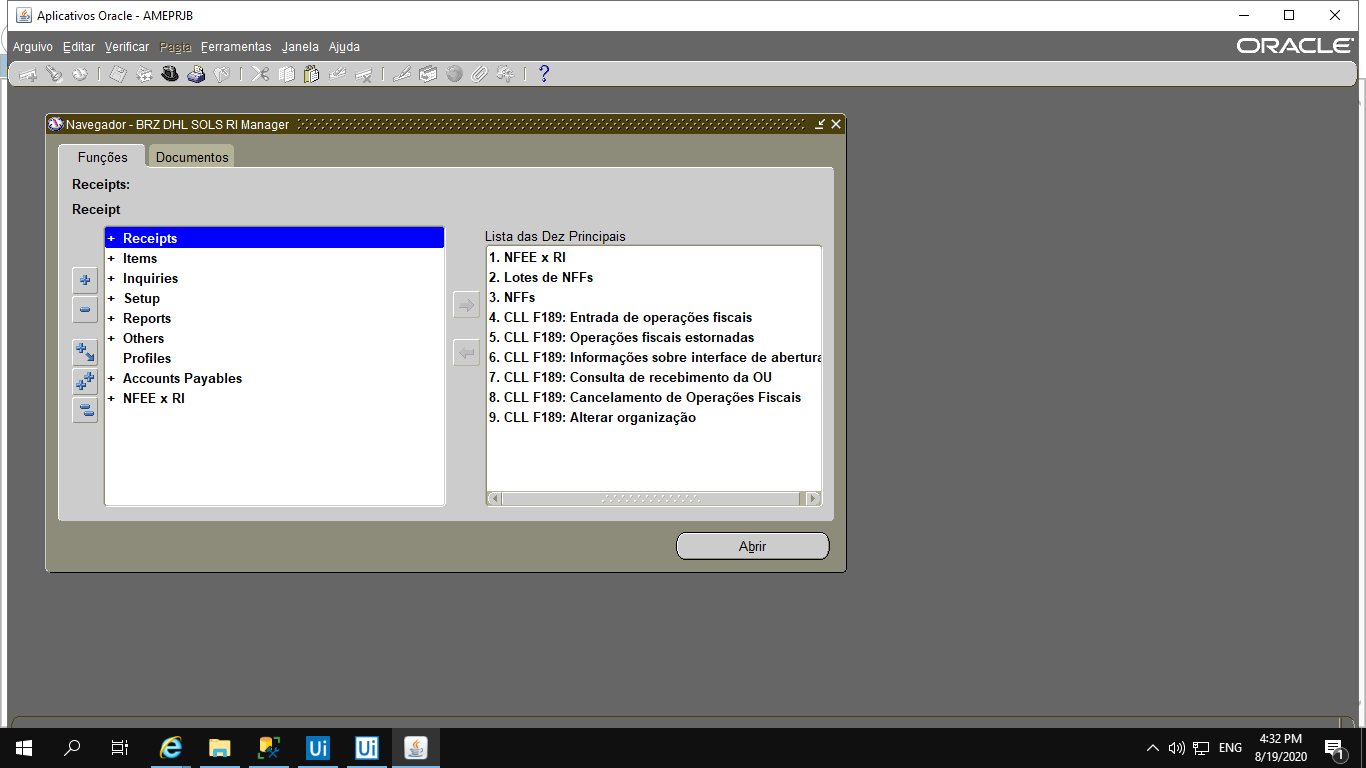 Aplicativos Oracle - AMEPRJB
Arquivo Editar Verificar Pasta Ferramentas Janela Ajuda
ORACLE
Navegador - BRZ DHL SOLS RI Manager
Funções Documentos
Receipts:
Receipt
+ Receipts
+ Items
+ Inquiries
+ Setup
+ Reports
+ Others
Profiles
+ Accounts Payables
+ NFEE x RI
Lista das Dez Principais
1. NFEE x RI
2. Lotes de NFFs
3. NFFs
4. CLL F189: Entrada de operações fiscais
5. CLL F189: Operações fiscais estornadas
6. CLL F189: Informações sobre interface de abertura
7. CLL F189: Consulta de recebimento da OU
8. CLL F189: Cancelamento de Operações Fiscais
9. CLL F189: Alterar organização
Abrir
Ui Ui
ENG
4:32 PM
8/19/2020
1